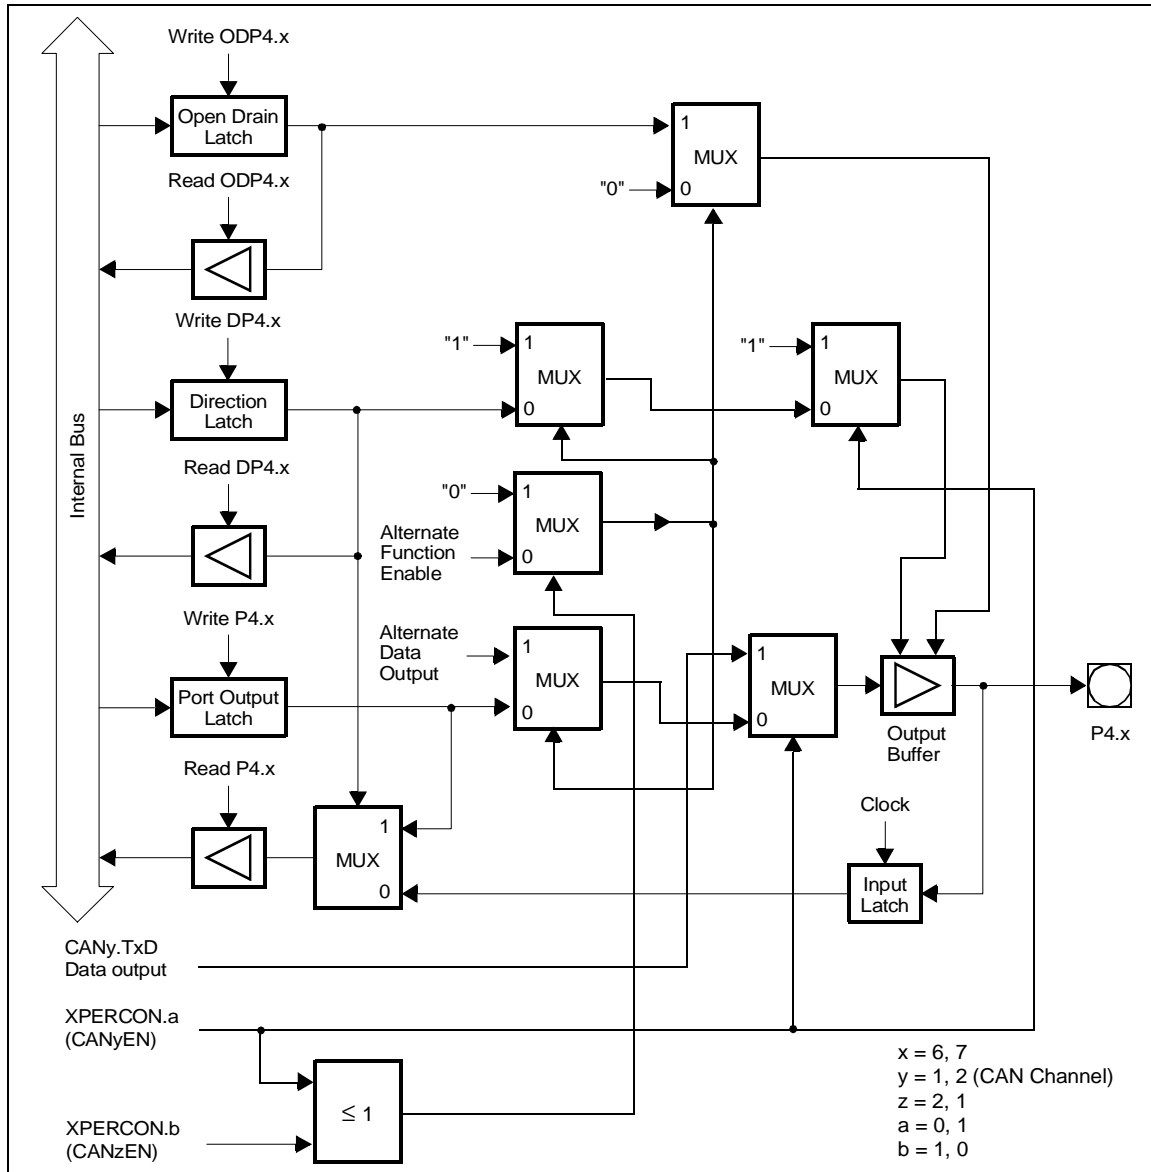 Write ODP4.x
Open Drain
Latch
1
MUX
"0"
0
Read ODP4.x
Write DP4.x
"1"
1
MUX
0
"1"
1
MUX
0
Direction
Latch
Internal Bus
Read DP4.x
"0"
1
MUX
0
Alternate
Function
Enable
Write P4.x
Alternate
Data
Output
1
MUX
0
1
MUX
0
Port Output
Latch
Output
Buffer
P4.x
Read P4.x
Clock
1
MUX
0
Input
Latch
CANy.TxD
Data output
XPERCON.a
(CANyEN)
≤ 1
XPERCON.b
(CANzEN)
x = 6, 7
y = 1, 2 (CAN Channel)
z = 2, 1
a = 0, 1
b = 1, 0